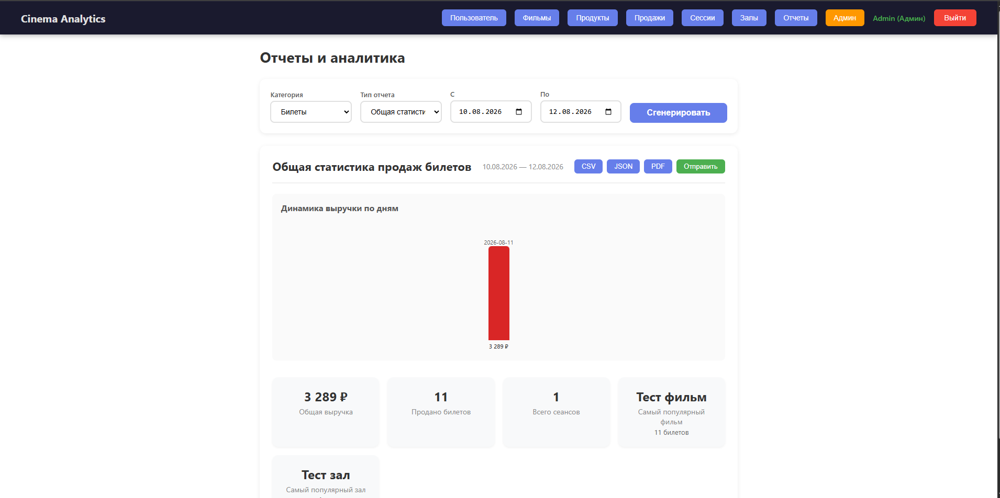 Cinema Analytics
Пользователь
Фильмы
Продукты
Продажи
Сессии
Залы
Отчеты
Админ
Admin (Админ)
Выйти
Отчеты и аналитика
Категория
Тип отчета
С
По
Билеты
Общая статисти
10.08.2026
12.08.2026
Сгенерировать
Общая статистика продаж билетов
10.08.2026 — 12.08.2026
CSV
JSON
PDF
Отправить
Динамика выручки по дням
2026-08-11
3 289 ₽
3 289 ₽
Общая выручка
11
Продано билетов
1
Всего сеансов
Тест фильм
Самый популярный
фильм
11 билетов
Тест зал
Самый популярный зал